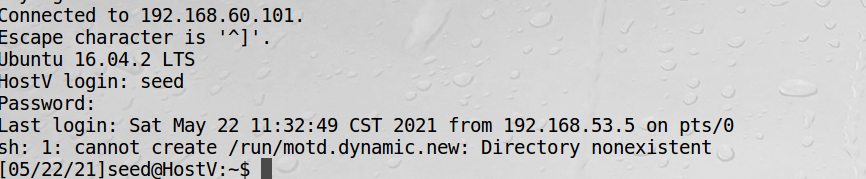 Connected to 192.168.60.101.
Escape character is '^]'.
Ubuntu 16.04.2 LTS
HostV login: seed
Password:
Last login: Sat May 22 11:32:49 CST 2021 from 192.168.53.5 on pts/0
sh: 1: cannot create /run/motd.dynamic.new: Directory nonexistent
[05/22/21]seed@HostV:~$